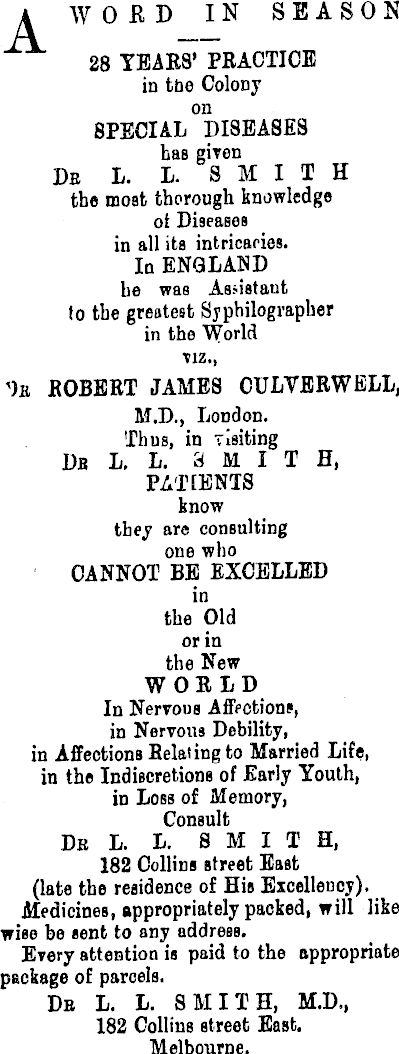 A WORD IN SEASON
28 YEARS' PRACTICE
in the Colony
on
SPECIAL DISEASES
has given
DR L. L. SMITH
the most thorough knowledge
of Diseases
in all its intricacies.
In ENGLAND
he was Assistant
to the greatest Syphilographer
in the World
VIZ.,
DR ROBERT JAMES CULVERWELL,
M.D., London.
Thus, in visiting
DR L. L. SMITH,
PATIENTS
know
they are consulting
one who
CANNOT BE EXCELLED
in
the Old
or in
the New
WORLD
In Nervous Affections,
in Nervous Debility,
in Affections Relating to Married Life,
in the Indiscretions of Early Youth,
in Loss of Memory,
Consult
DR L. L. SMITH,
182 Collins street East
(late the residence of His Excellency).
Medicines, appropriately packed, will like
wise be sent to any address.
Every attention is paid to the appropriate
package of parcels.
DR L. L. SMITH, M.D.,
182 Collins street East.
Melbourne.